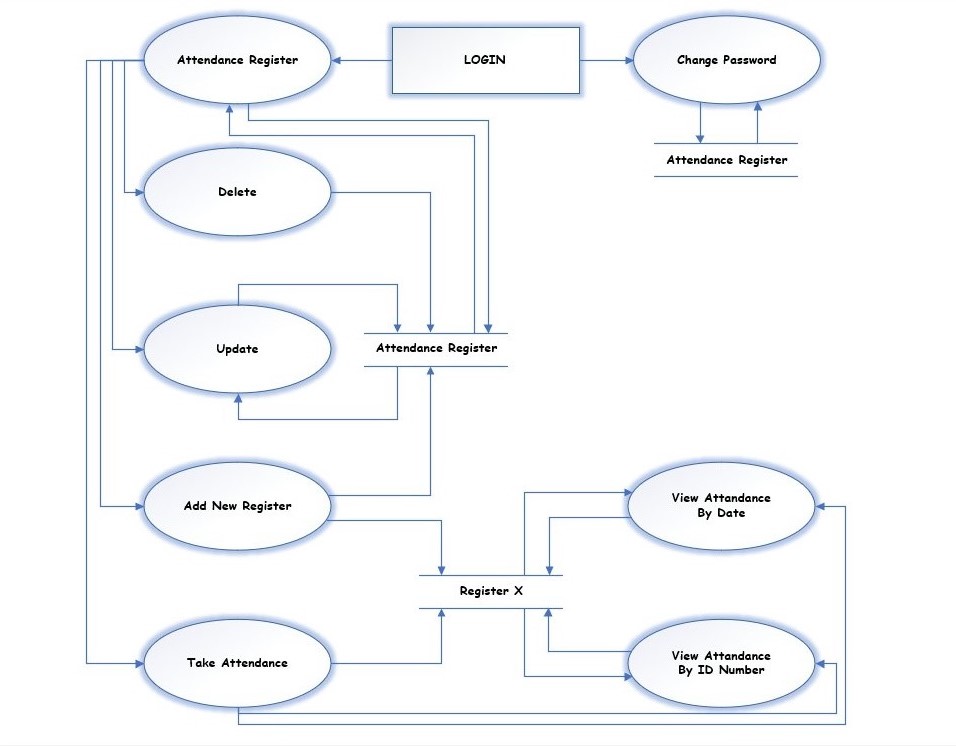 Attendance Register
LOGIN
Change Password
Attendance Register
Delete
Update
Attendance Register
Add New Register
View Attandance
By Date
Register X
Take Attendance
View Attandance
By ID Number